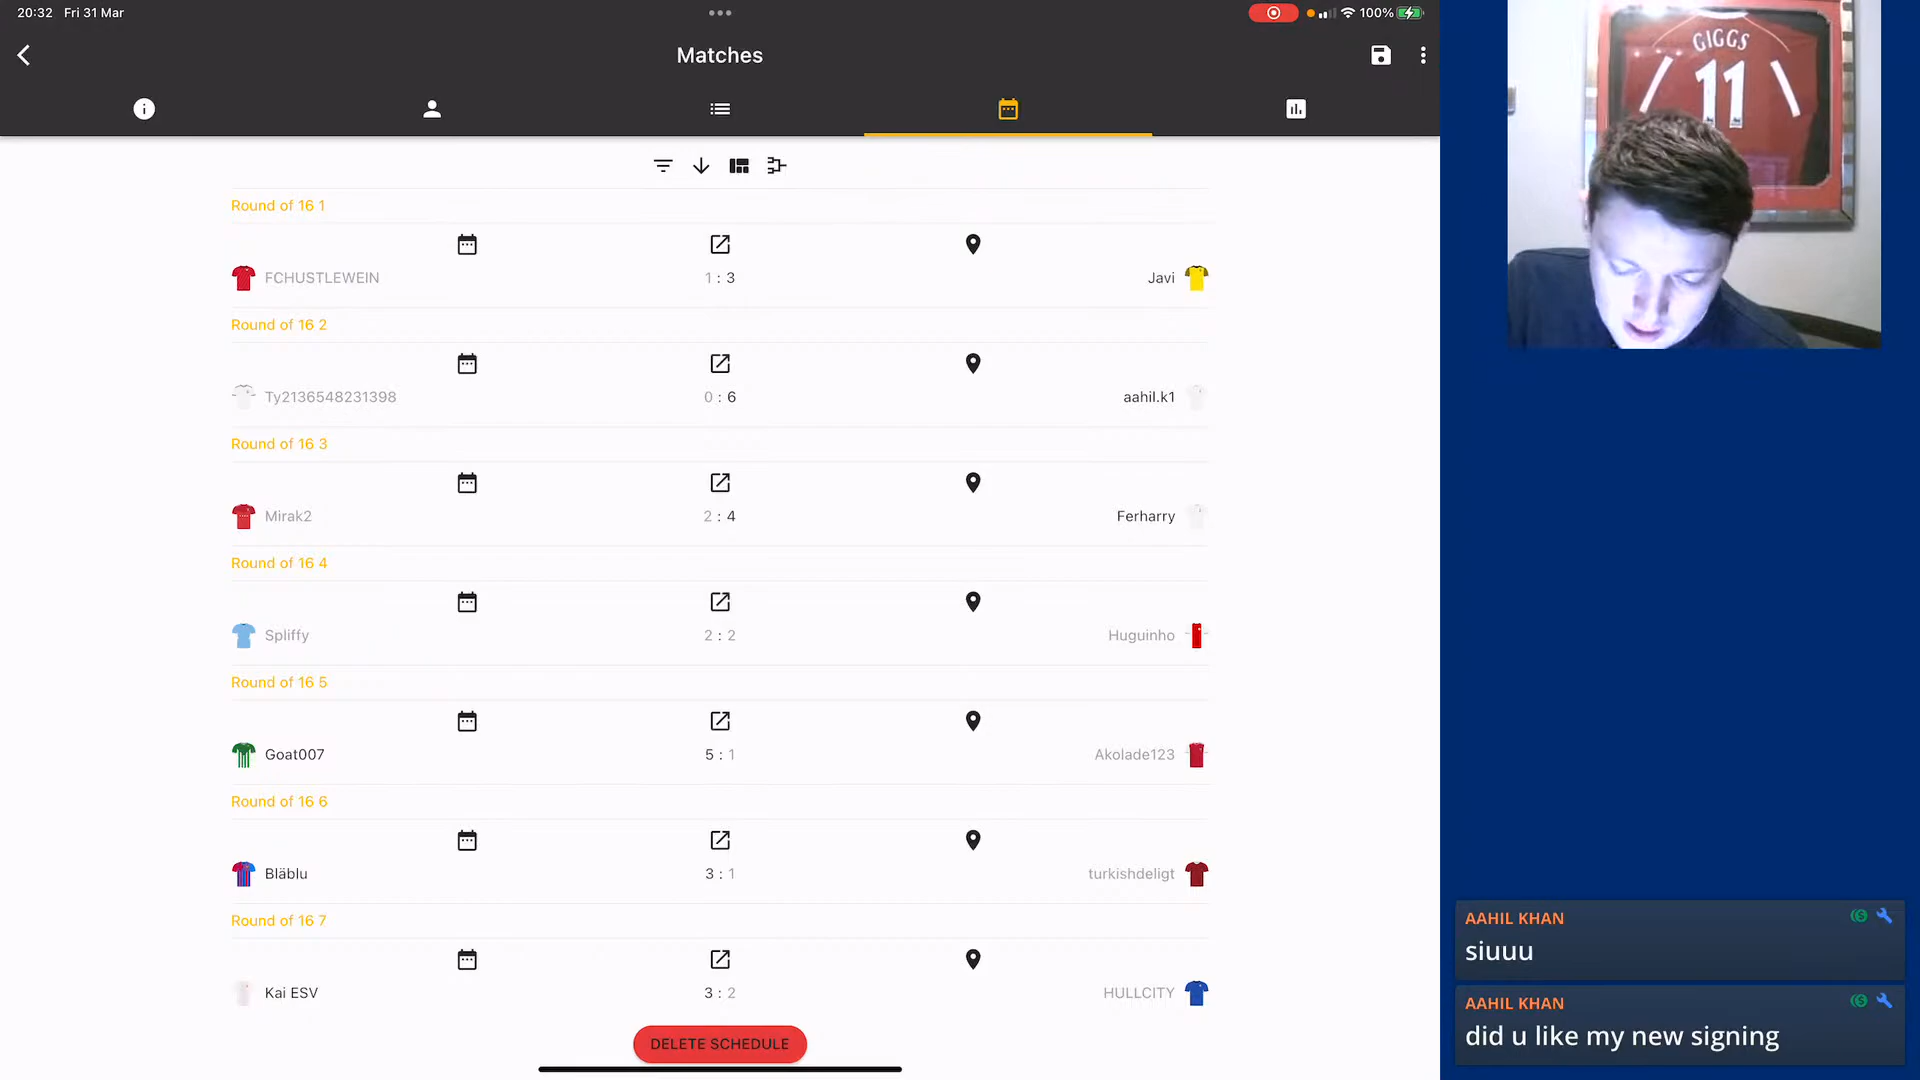 20:32 Fri 31 Mar
100%
Matches
Round of 16 1
FCHUSTLEWEIN 1 : 3 Javi
Round of 16 2
Ty2136548231398 0 : 6 aahil.k1
Round of 16 3
Mirak2 2 : 4 Ferharry
Round of 16 4
Spliffy 2 : 2 Huguinho
Round of 16 5
Goat007 5 : 1 Akolade123
Round of 16 6
Bläblu 3 : 1 turkishdeligt
Round of 16 7
Kai ESV 3 : 2 HULLCITY
DELETE SCHEDULE
GIGGS
11
AAHIL KHAN
siuuu
AAHIL KHAN
did u like my new signing